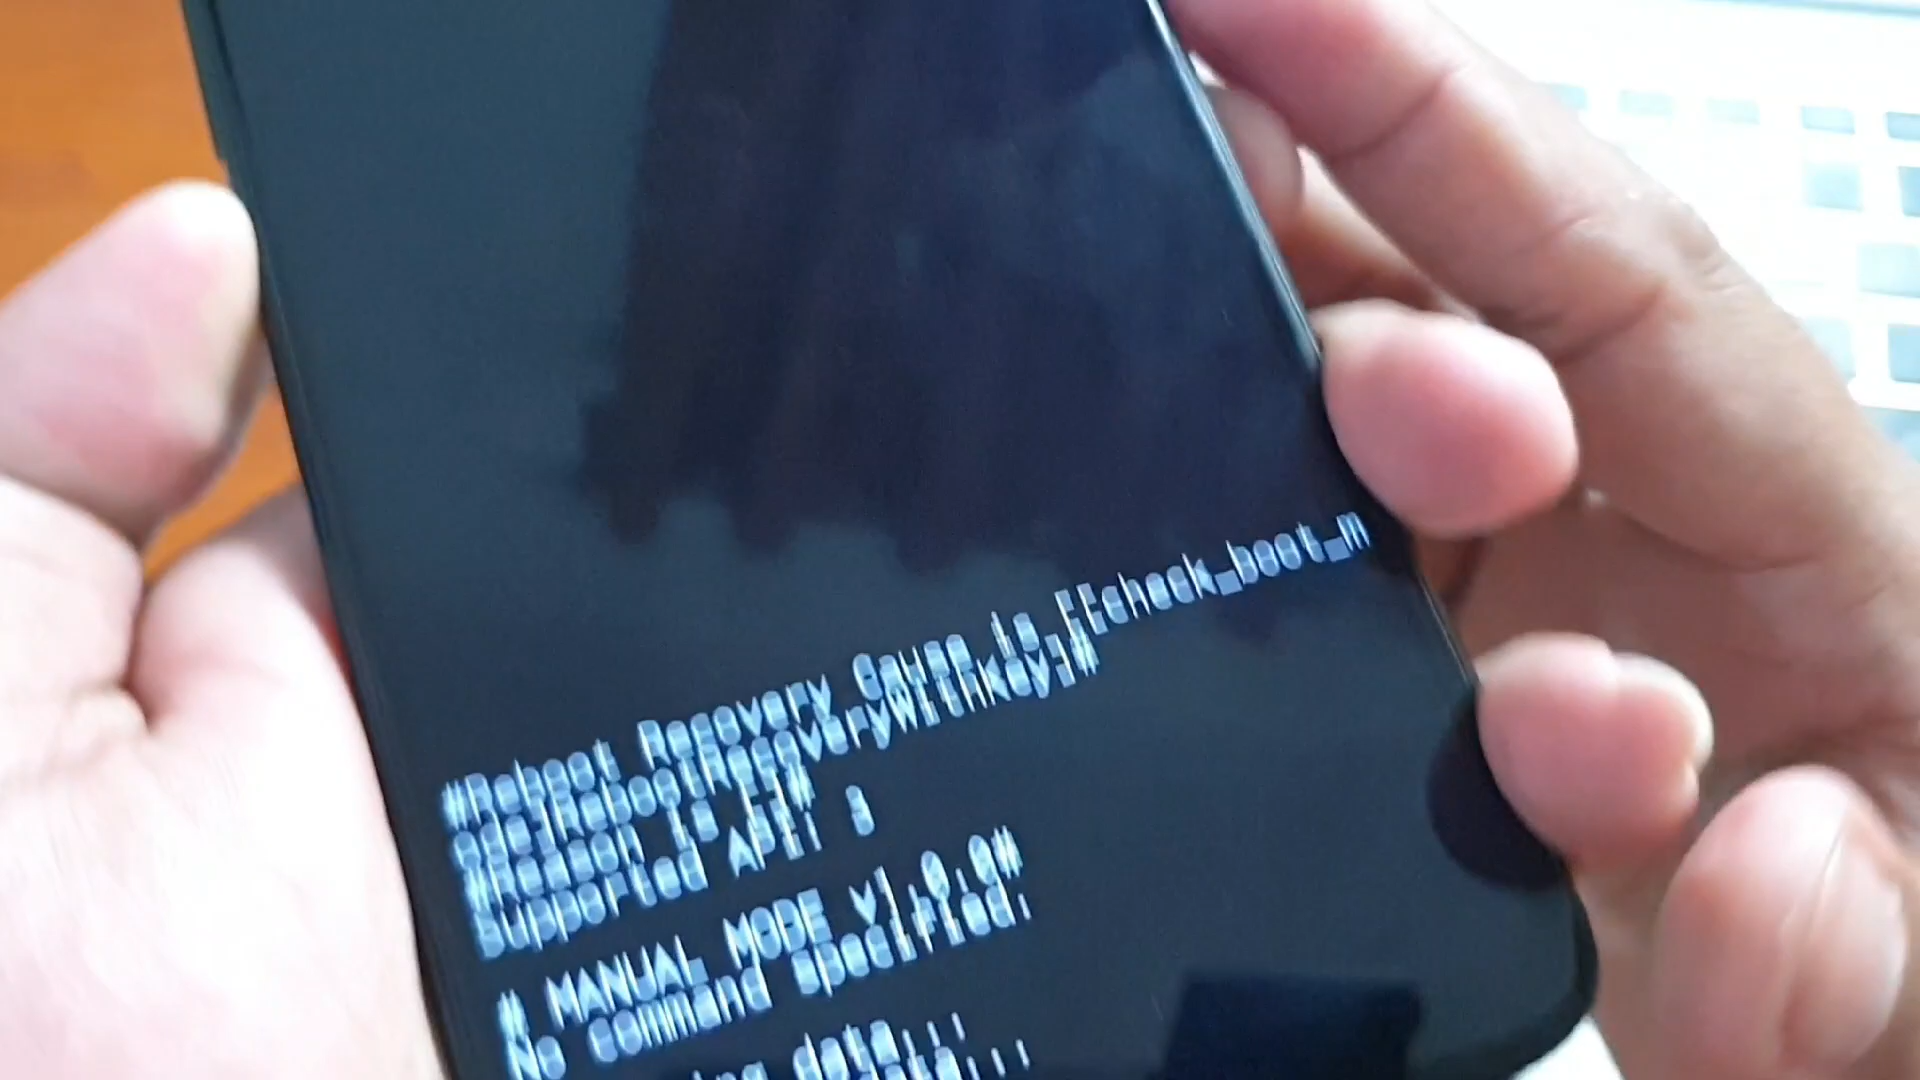 #Reboot Recovery Cause is [[check_boot_m
ode]RebootRecoveryWithKey]#
#Reason is []#
Supported API: 3
# MANUAL MODE v1.0.0#
No command specified.
data...